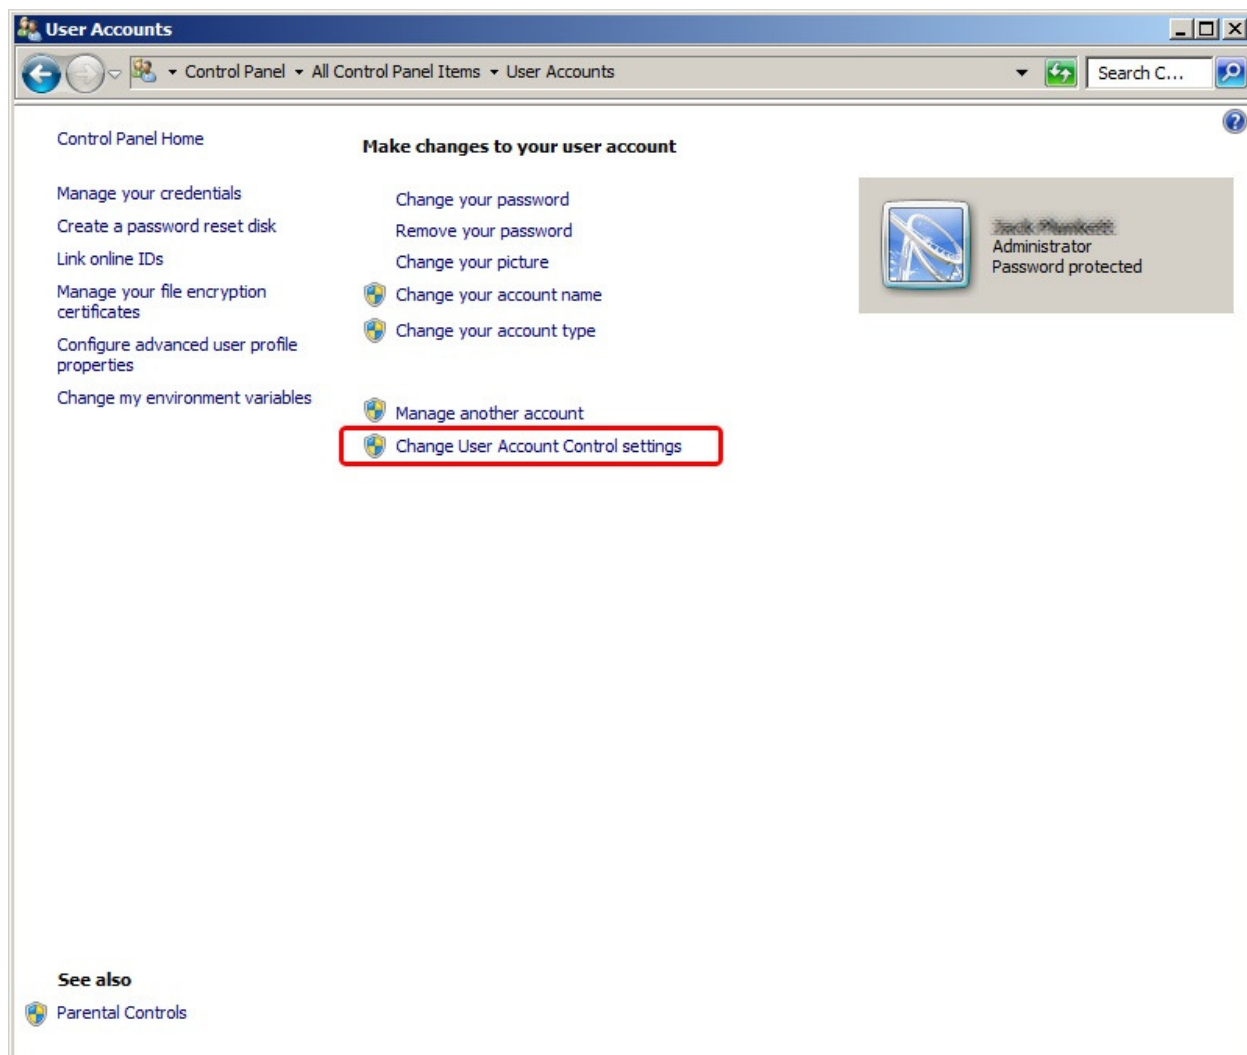 User Accounts
Control Panel All Control Panel Items User Accounts
Search C...
Control Panel Home
Manage your credentials
Create a password reset disk
Link online IDs
Manage your file encryption
certificates
Configure advanced user profile
properties
Change my environment variables
Make changes to your user account
Change your password
Remove your password
Change your picture
Change your account name
Change your account type
Manage another account
Change User Account Control settings
Administrator
Password protected
See also
Parental Controls